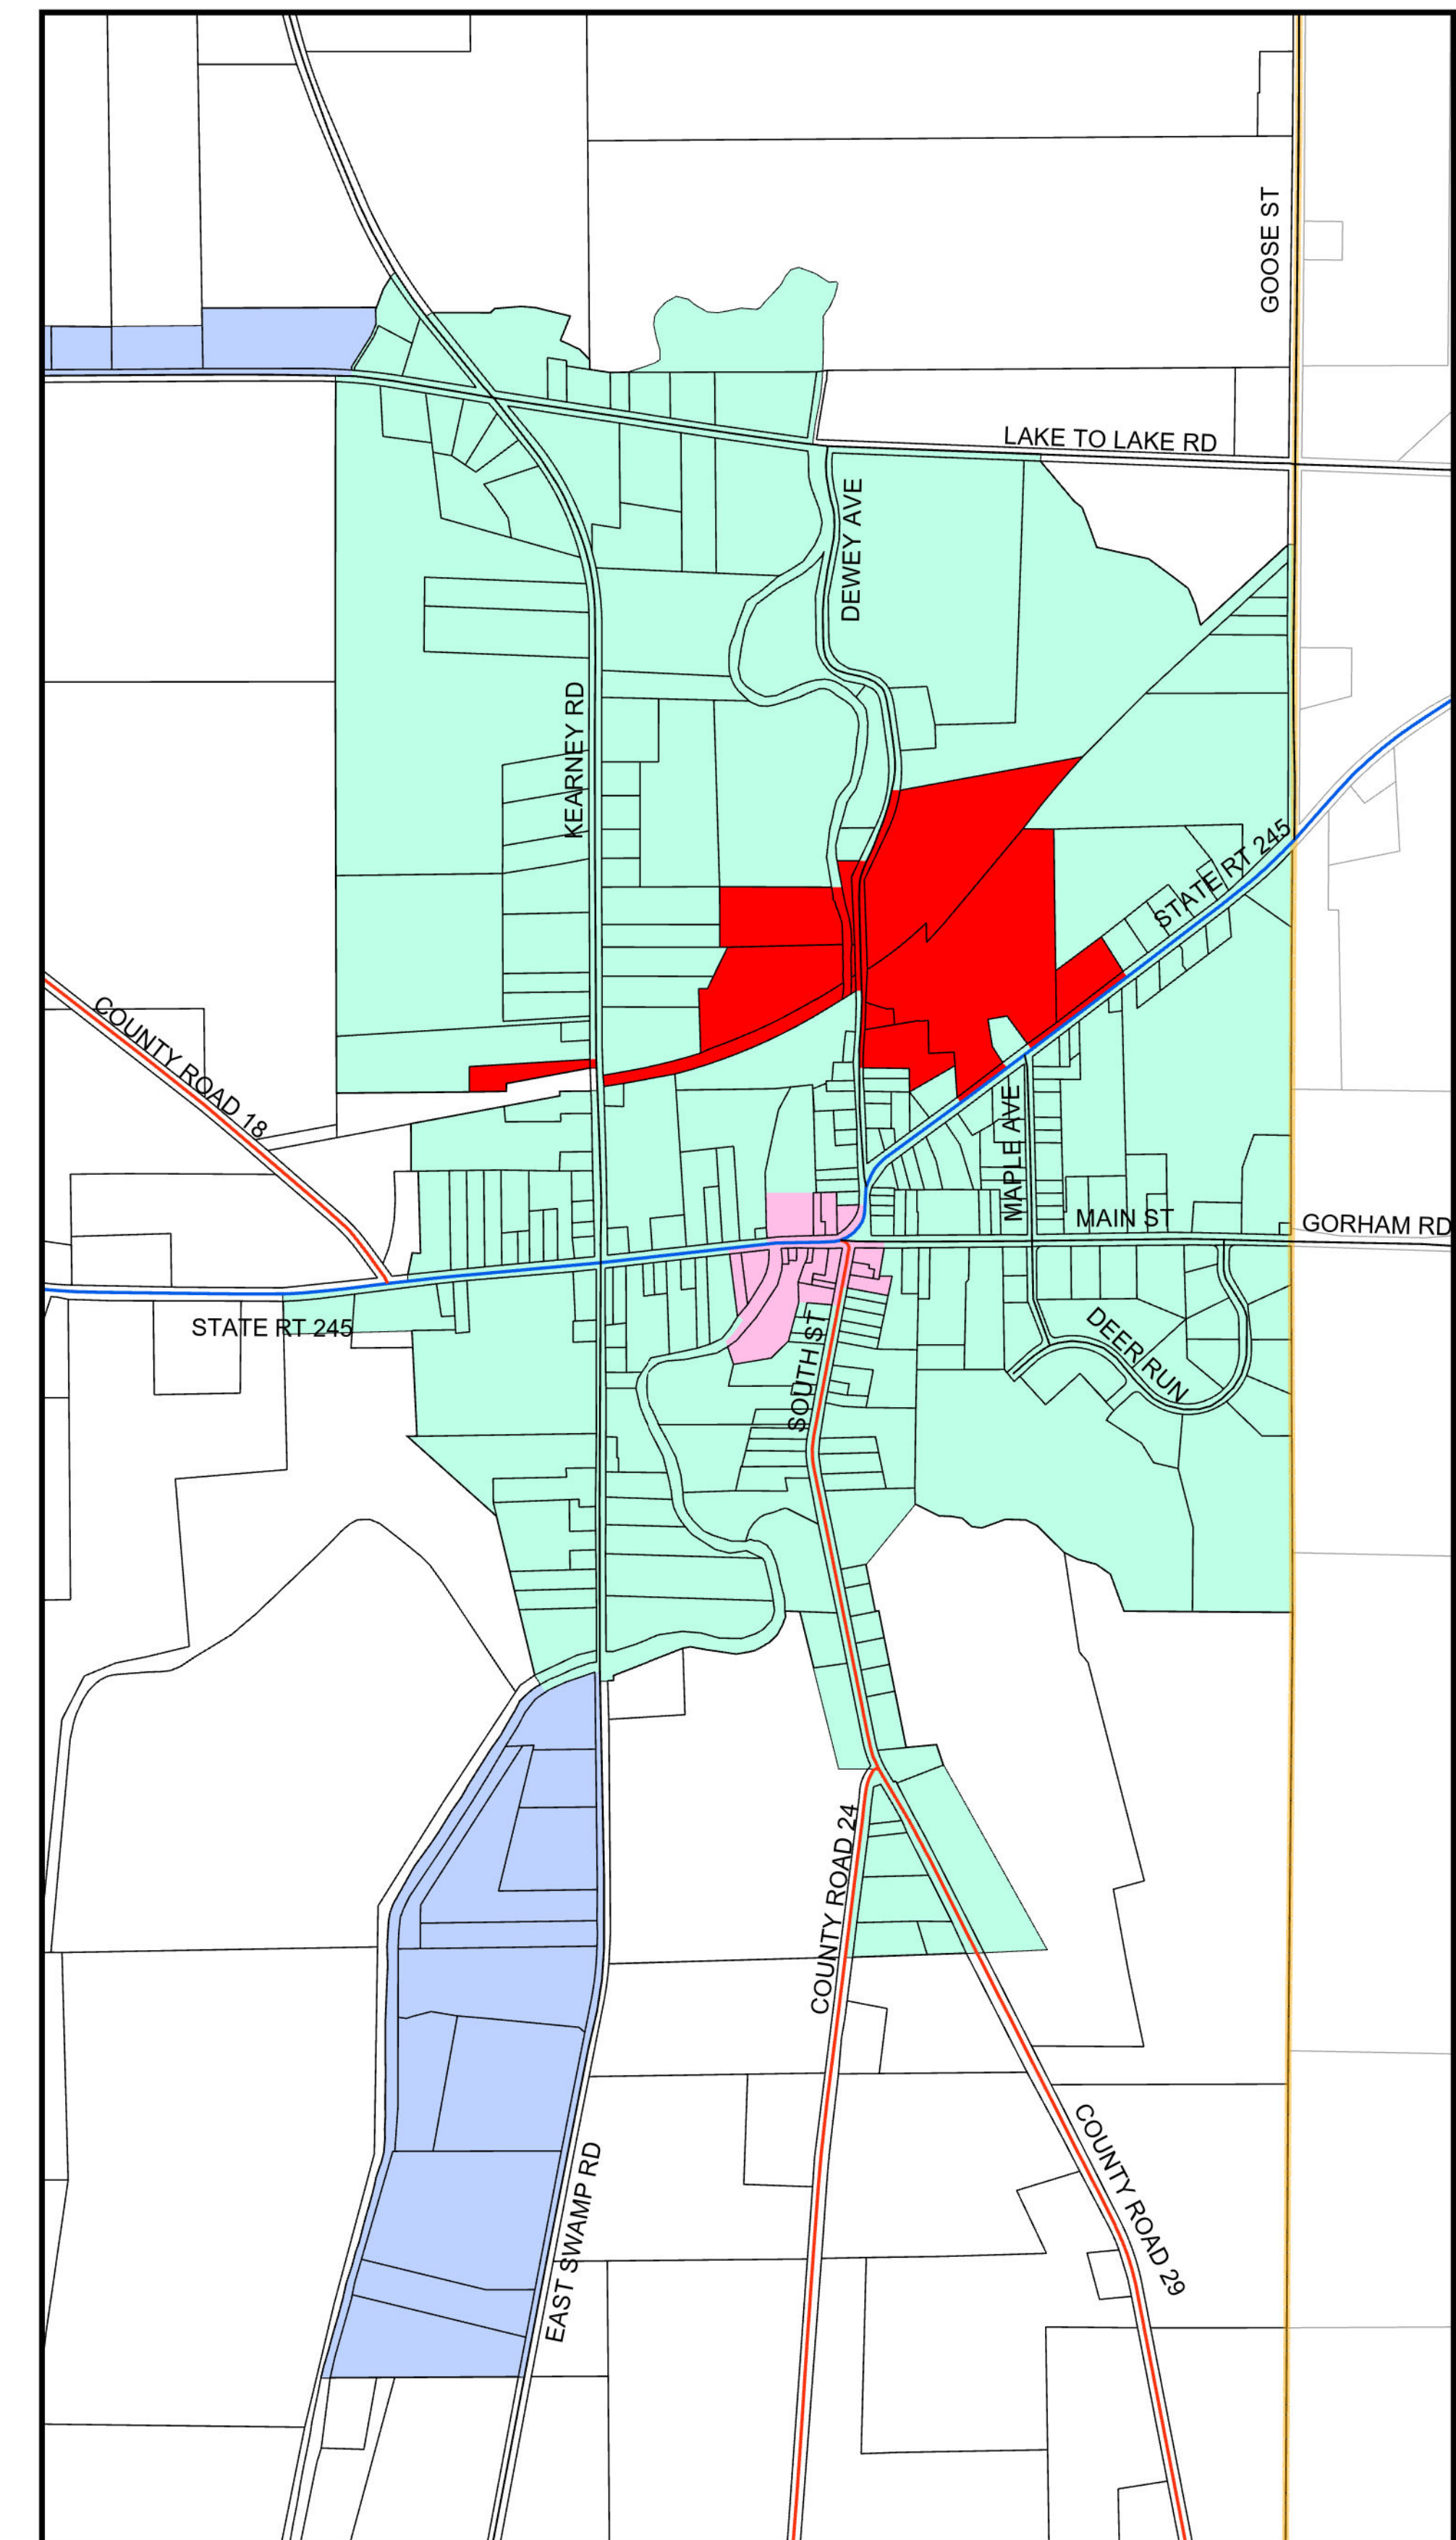 GOOSE ST
LAKE TO LAKE RD
DEWEY AVE
KEARNEY RD
STATE RT 245
COUNTY ROAD 18
MAPLE AVE
MAIN ST
GORHAM RD
STATE RT 245
DEER RUN
SOUTH ST
COUNTY ROAD 24
COUNTY ROAD 29
EAST SWAMP RD